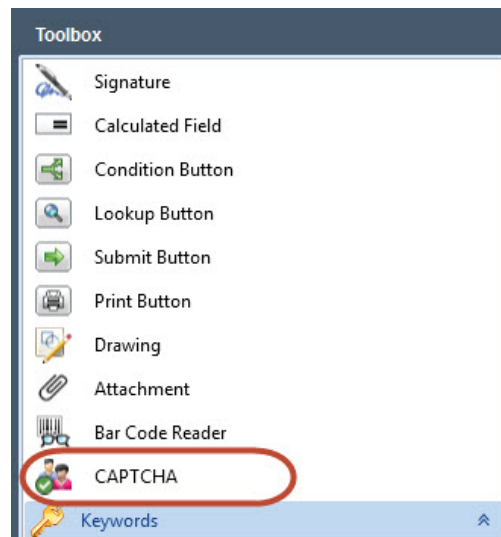 Toolbox
Signature
Calculated Field
Condition Button
Lookup Button
Submit Button
Print Button
Drawing
Attachment
Bar Code Reader
CAPTCHA
Keywords